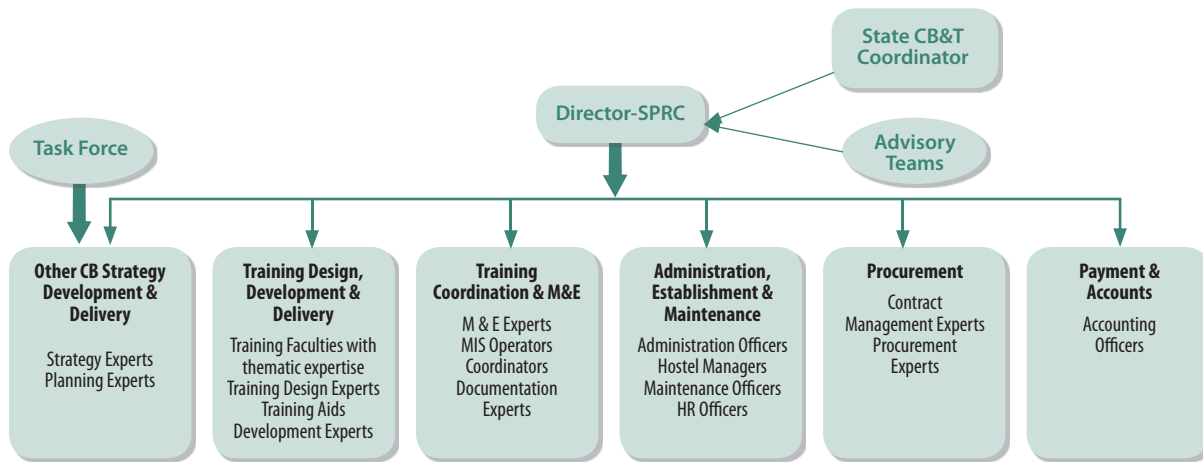 State CB&T
Coordinator
Director-SPRC
Task Force
Advisory
Teams
Other CB Strategy
Development &
Delivery
Strategy Experts
Planning Experts
Training Design,
Development &
Delivery
Training Faculties with
thematic expertise
Training Design Experts
Training Aids
Development Experts
Training
Coordination & M&E
M & E Experts
MIS Operators
Coordinators
Documentation
Experts
Administration,
Establishment &
Maintenance
Administration Officers
Hostel Managers
Maintenance Officers
HR Officers
Procurement
Contract
Management Experts
Procurement
Experts
Payment &
Accounts
Accounting
Officers